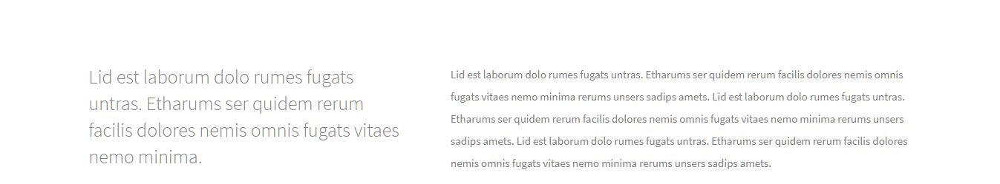 Lid est laborum dolo rumes fugats
untras. Etharums ser quidem rerum
facilis dolores nemis omnis fugats vitaes
nemo minima.
Lid est laborum dolo rumes fugats untras. Etharums ser quidem rerum facilis dolores nemis omnis
fugats vitaes nemo minima rerums unsers sadips amets. Lid est laborum dolo rumes fugats untras.
Etharums ser quidem rerum facilis dolores nemis omnis fugats vitaes nemo minima rerums unsers
sadips amets. Lid est laborum dolo rumes fugats untras. Etharums ser quidem rerum facilis dolores
nemis omnis fugats vitaes nemo minima rerums unsers sadips amets.